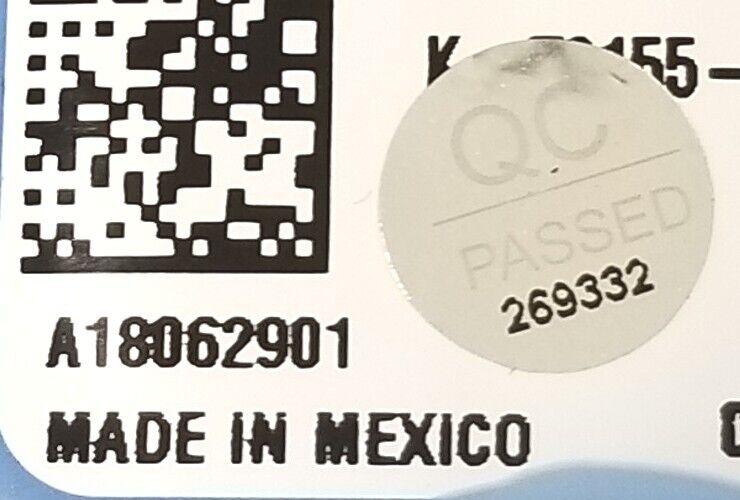 QC
PASSED
269332
A18062901
MADE IN MEXICO